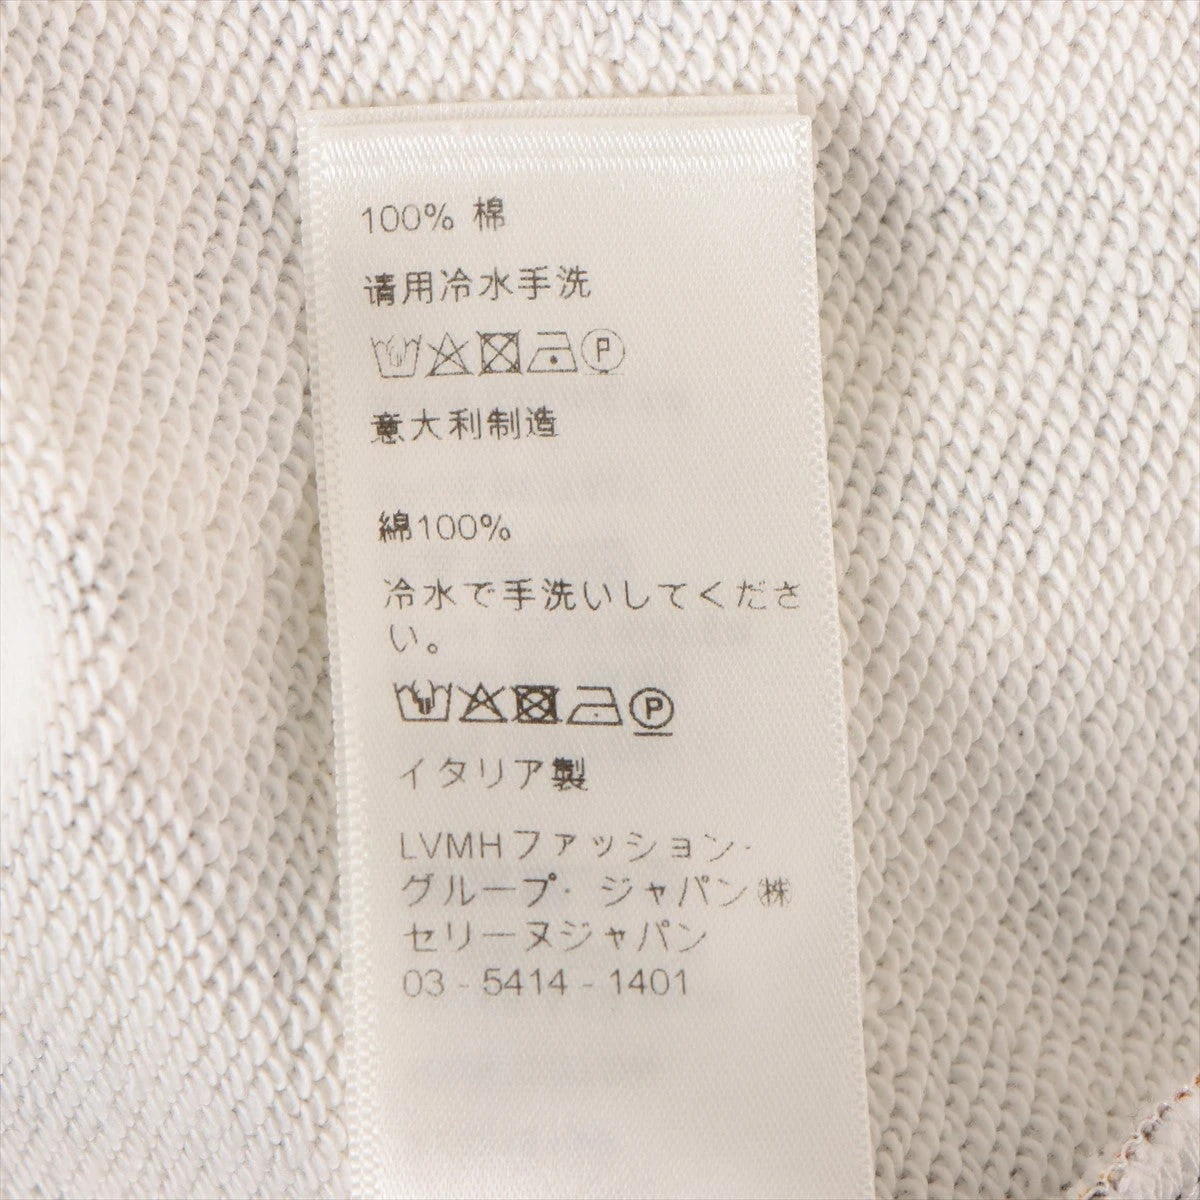 100% 棉
请用冷水手洗
P
意大利制造
綿100%
冷水で手洗いしてくださ
い。
P
イタリア製
LVMHファッション・
グループ・ジャパン㈱
セリーヌジャパン
03 - 5414 - 1401